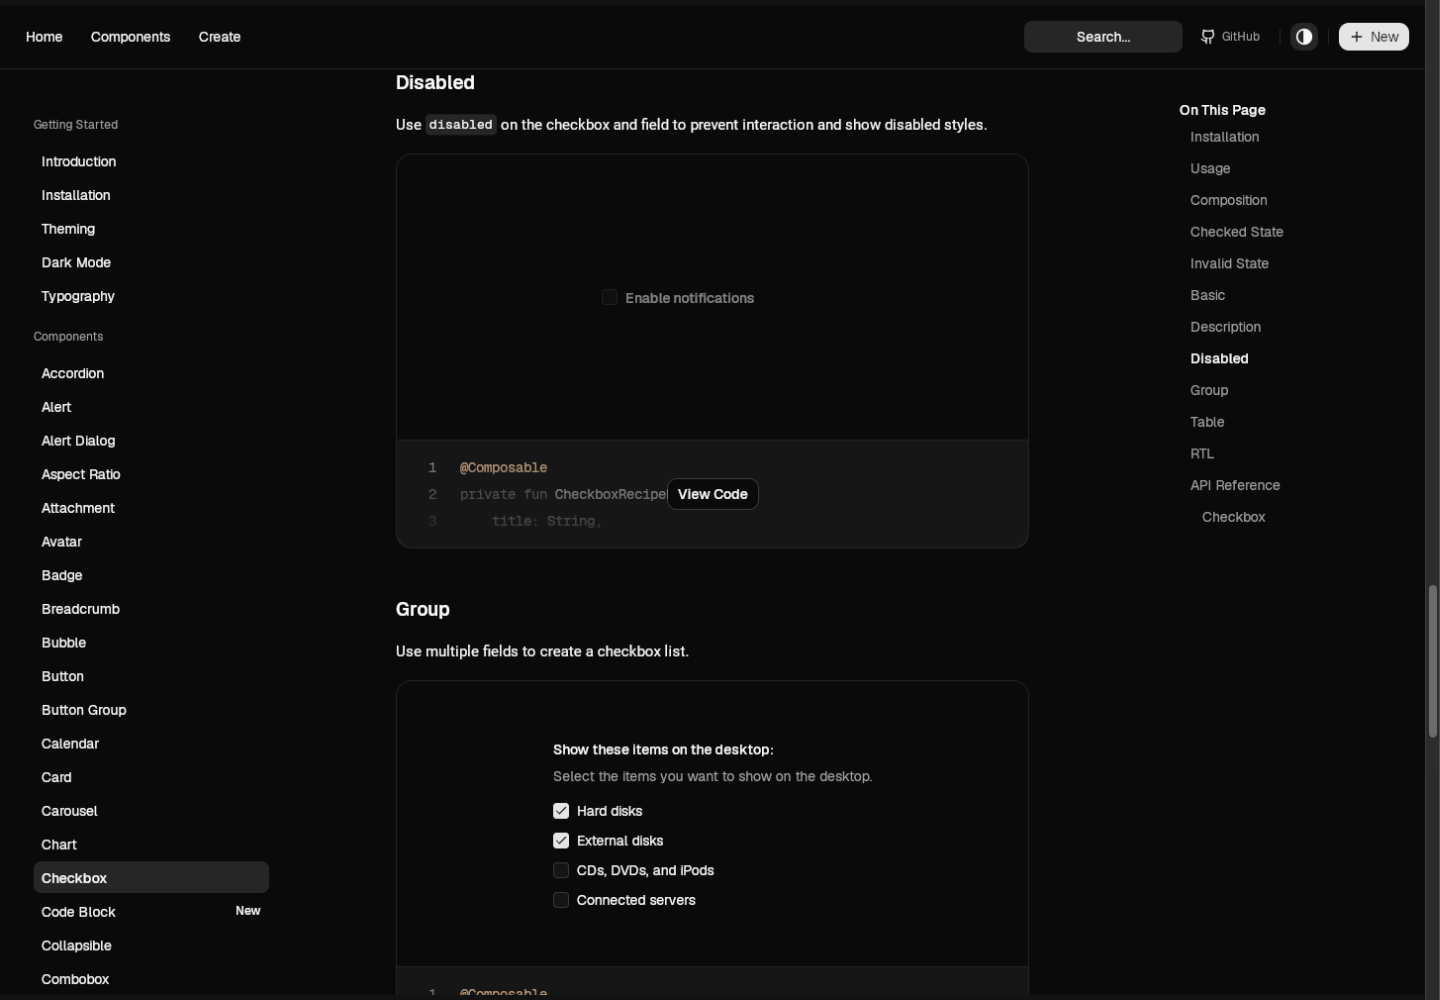 Home Components Create Search... GitHub New
Getting Started
Introduction
Installation
Theming
Dark Mode
Typography
Components
Accordion
Alert
Alert Dialog
Aspect Ratio
Attachment
Avatar
Badge
Breadcrumb
Bubble
Button
Button Group
Calendar
Card
Carousel
Chart
Checkbox
Code Block New
Collapsible
Combobox
Disabled
Use disabled on the checkbox and field to prevent interaction and show disabled styles.
Enable notifications
1 @Composable
2 private fun CheckboxRecipe
View Code
3 title: String,
Group
Use multiple fields to create a checkbox list.
Show these items on the desktop:
Select the items you want to show on the desktop.
Hard disks
External disks
CDs, DVDs, and iPods
Connected servers
1 @Composable
On This Page
Installation
Usage
Composition
Checked State
Invalid State
Basic
Description
Disabled
Group
Table
RTL
API Reference
Checkbox